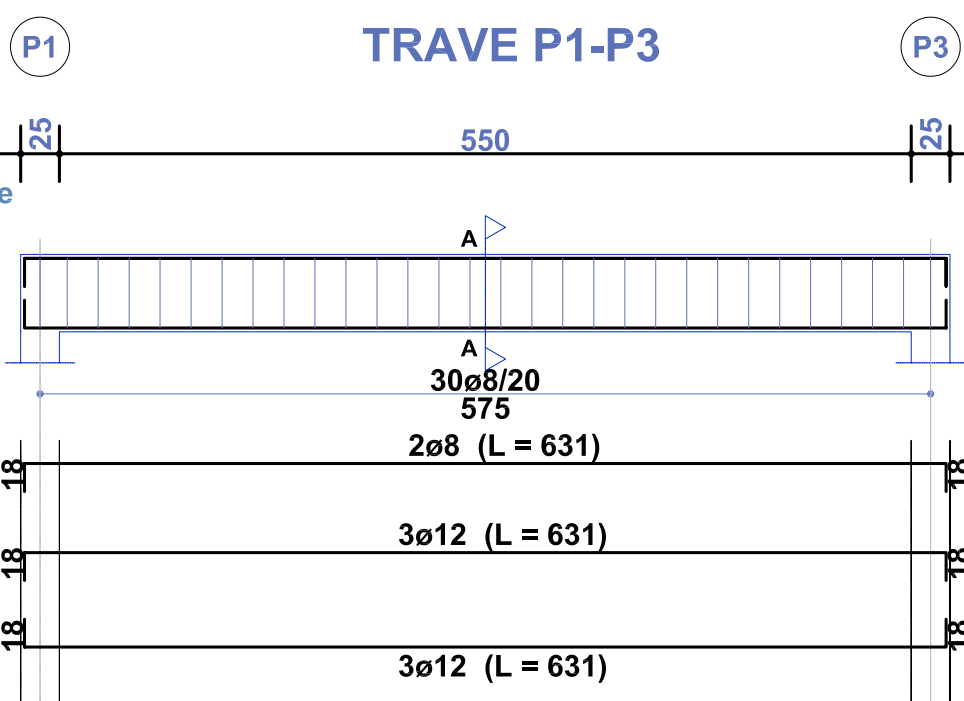 P1
TRAVE P1-P3
P3
25
550
25
e
A
A
30ø8/20
575
2ø8 (L = 631)
18
18
3ø12 (L = 631)
18
18
18
18
3ø12 (L = 631)